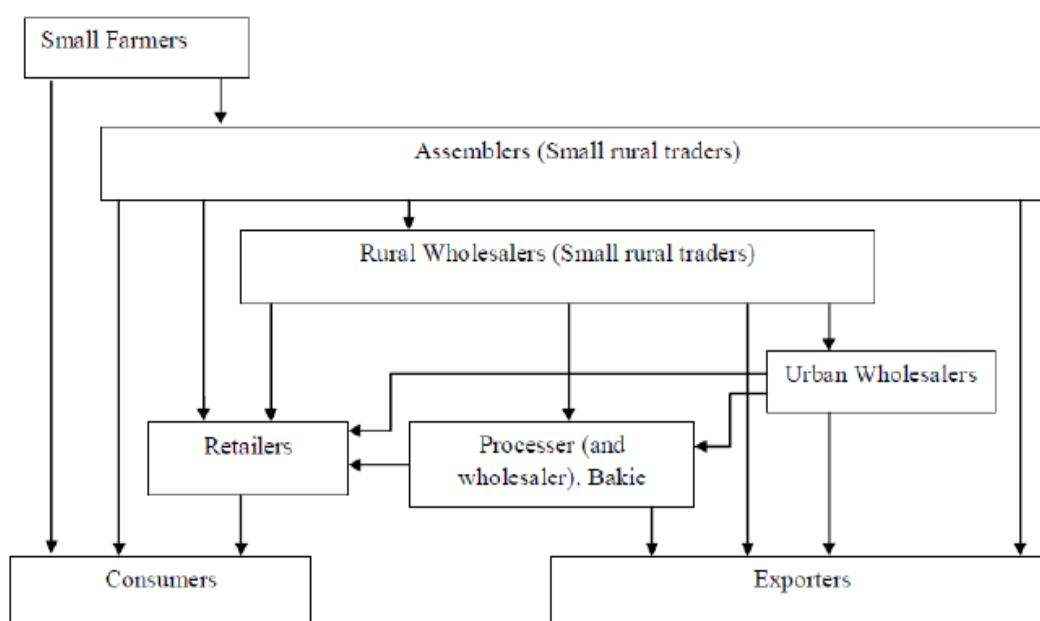 Small Farmers
Assemblers (Small rural traders)
Rural Wholesalers (Small rural traders)
Urban Wholesalers
Retailers
Processer (and
wholesaler), Bakie
Consumers
Exporters